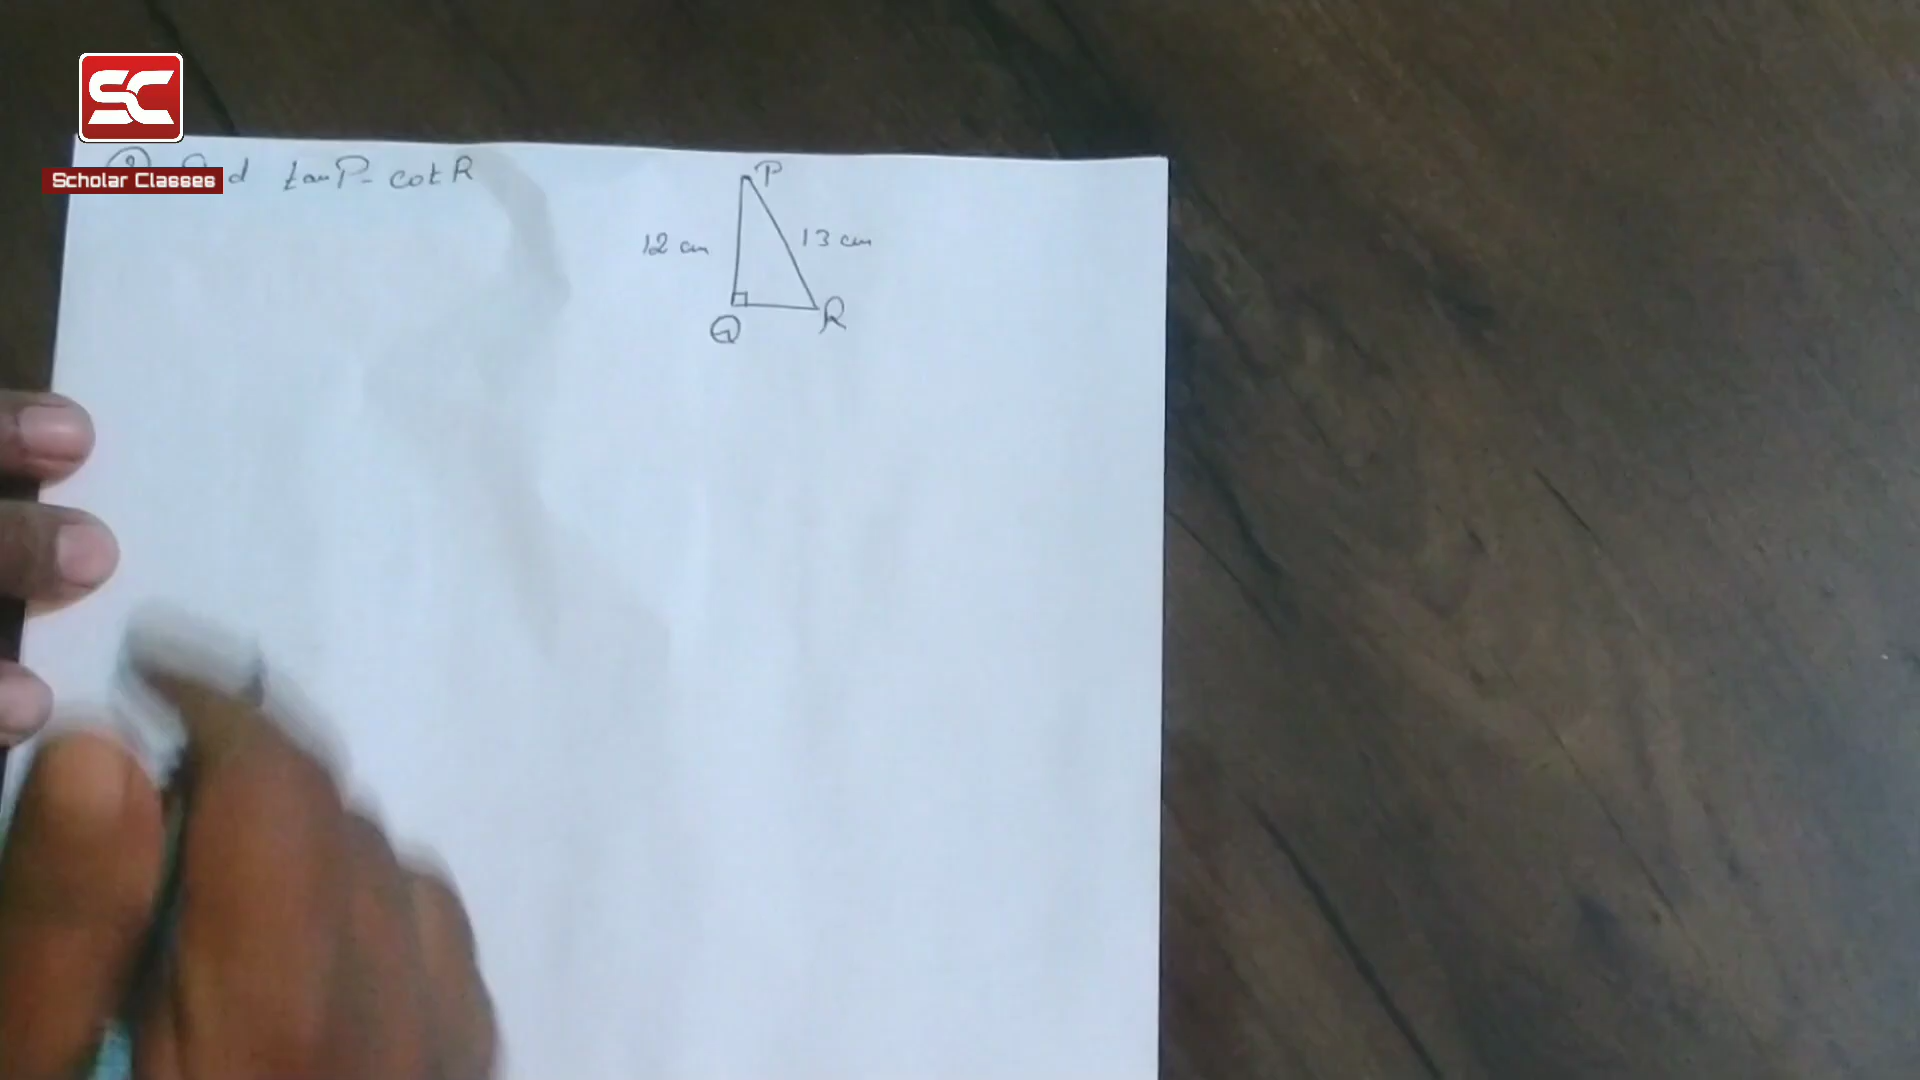 SC
Scholar Classes
tan P - cot R
P
12 cm
13 cm
Q
R